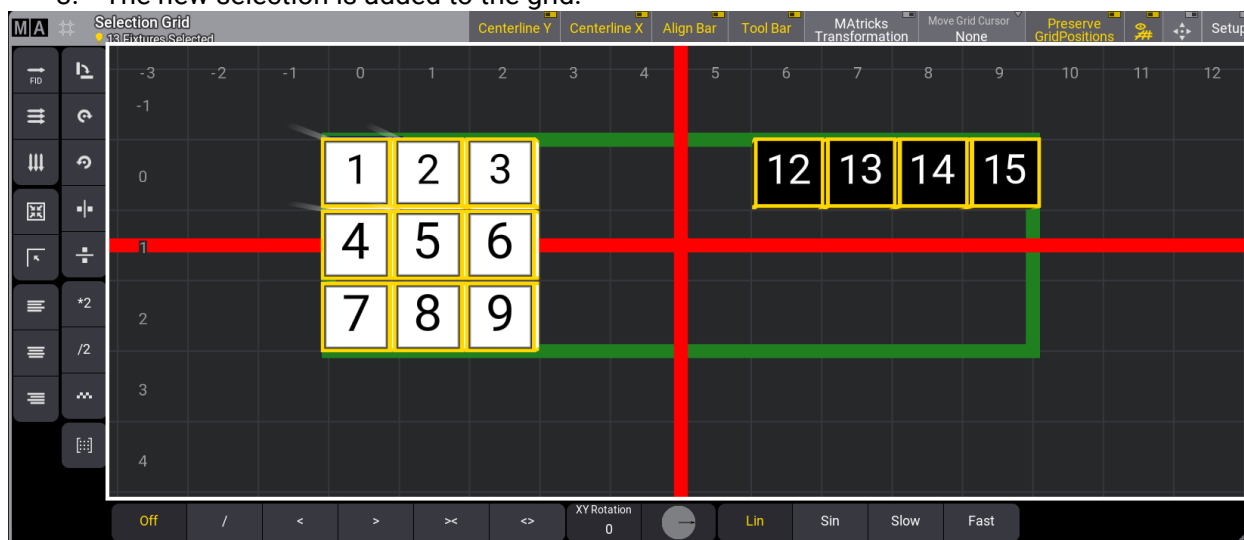 3. The new selection is added to the grid.
MA Selection Grid
13 Fixtures Selected
Centerline Y Centerline X Align Bar Tool Bar MAtricks Transformation Move Grid Cursor None Preserve GridPositions Setup
FID
-3 -2 -1 0 1 2 3 4 5 6 7 8 9 10 11 12
-1
0 1 2 3 12 13 14 15
1 4 5 6
*2
2 7 8 9
/2
3
4
Off / < > >< <> XY Rotation 0 Lin Sin Slow Fast